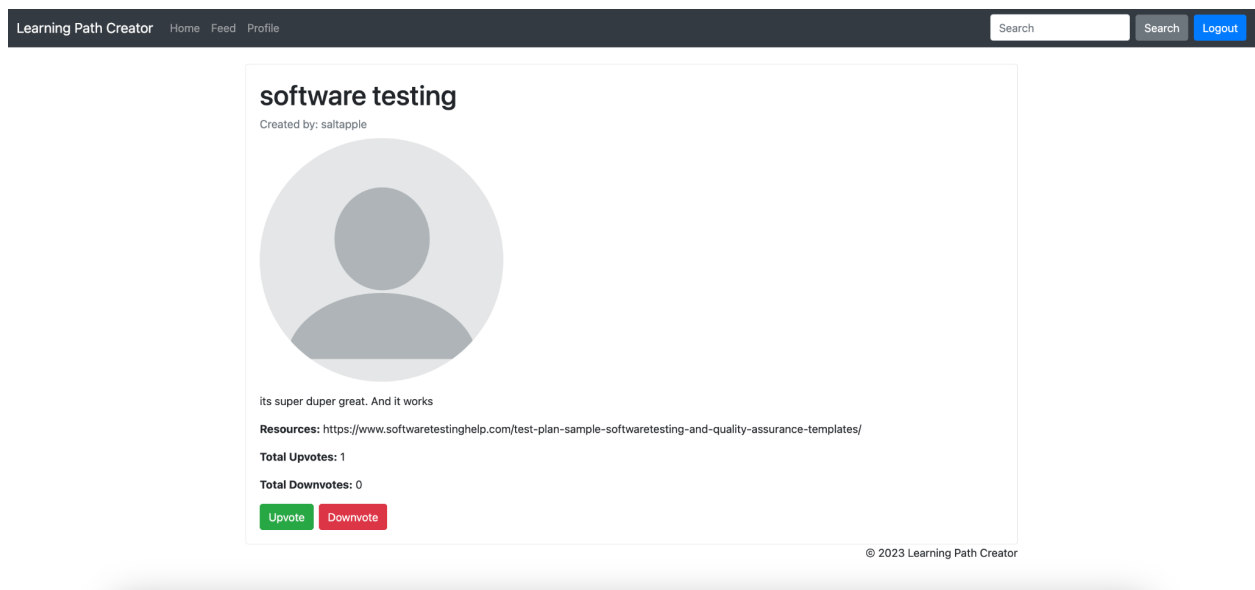 Learning Path Creator Home Feed Profile Search Search Logout
software testing
Created by: saltapple
its super duper great. And it works
Resources: https://www.softwaretestinghelp.com/test-plan-sample-softwaretesting-and-quality-assurance-templates/
Total Upvotes: 1
Total Downvotes: 0
Upvote Downvote
© 2023 Learning Path Creator